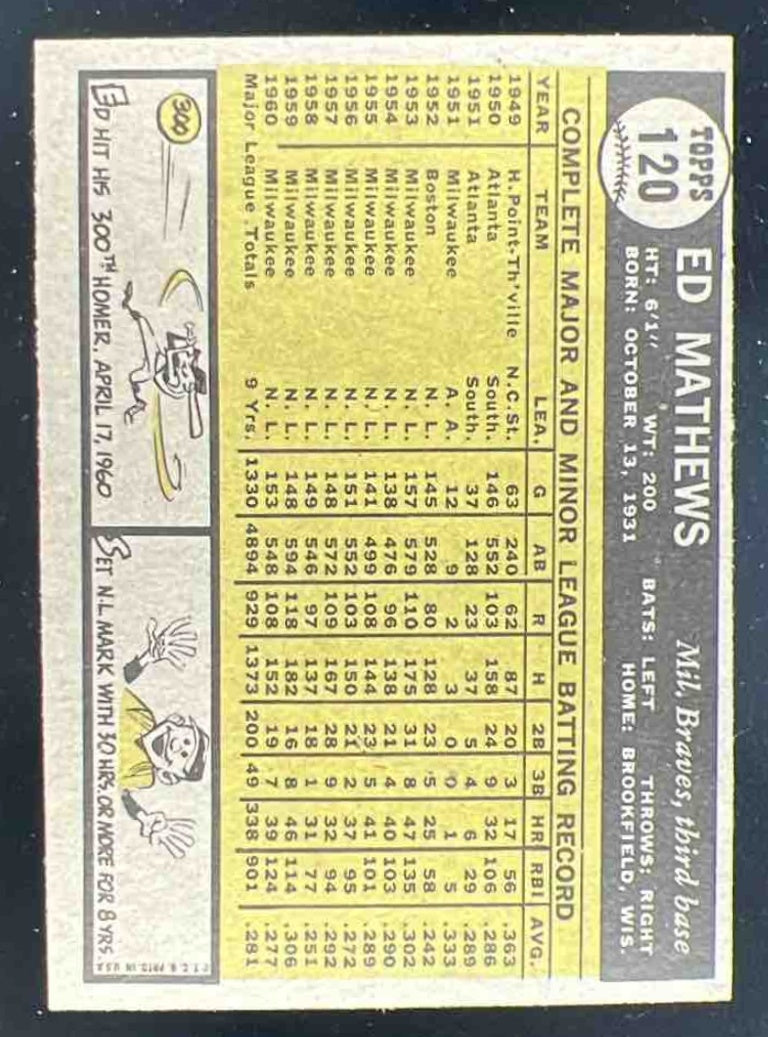 TOPPS
120
ED MATHEWS
Mil. Braves, third base
HT: 6'1" WT: 200 BATS: LEFT THROWS: RIGHT
BORN: OCTOBER 13, 1931 HOME: BROOKFIELD, WIS.
COMPLETE MAJOR AND MINOR LEAGUE BATTING RECORD
YEAR TEAM LEA. G AB R H 2B 3B HR RBI AVG.
1949 H. Point-Th'ville N.C.St. 63 240 62 87 20 3 17 56 .363
1950 Atlanta South. 146 552 103 158 24 9 32 106 .286
1951 Atlanta South. 37 128 23 37 5 4 6 29 .289
1951 Milwaukee A. A. 12 9 2 3 0 0 1 5 .333
1952 Boston N. L. 145 528 80 128 23 5 25 58 .242
1953 Milwaukee N. L. 157 579 110 175 31 8 47 135 .302
1954 Milwaukee N. L. 138 476 96 138 21 4 40 103 .290
1955 Milwaukee N. L. 141 499 108 144 23 5 41 101 .289
1956 Milwaukee N. L. 151 552 103 150 21 2 37 95 .272
1957 Milwaukee N. L. 148 572 109 167 28 9 32 94 .292
1958 Milwaukee N. L. 149 546 97 137 18 1 31 77 .251
1959 Milwaukee N. L. 148 594 118 182 16 8 46 114 .306
1960 Milwaukee N. L. 153 548 108 152 19 7 39 124 .277
Major League Totals 9 Yrs. 1330 4894 929 1373 200 49 338 901 .281
300
ED HIT HIS 300TH HOMER, APRIL 17, 1960
SET N.L. MARK WITH 30 HRS. OR MORE FOR 8 YRS.
© T. C. G. PRTD. IN U.S.A.